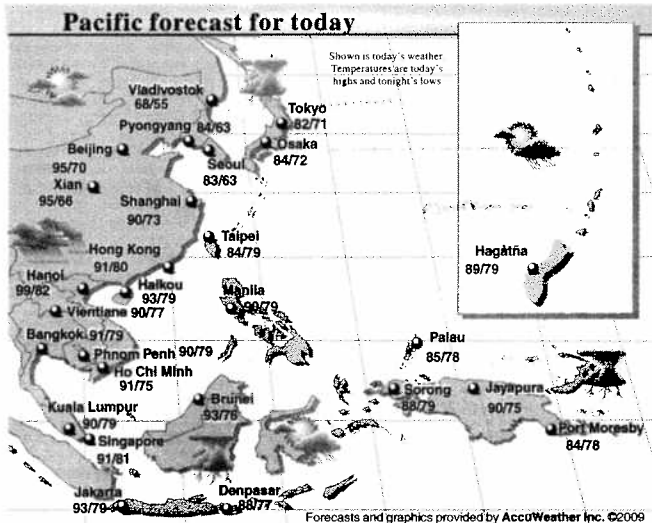 Pacific forecast for today
Shown is today's weather
Temperatures are today's
highs and tonight's lows
Vladivostok
68/55
Tokyo
82/71
Pyongyang 84/63
Osaka
84/72
Beijing
95/70
Seoul
83/63
Xian
95/66
Shanghai
90/73
Taipei
84/79
Hong Kong
91/80
Hagåtña
89/79
Hanoi
99/82
Haikou
93/79
Manila
90/79
Vientiane 90/77
Palau
85/78
Bangkok 91/79
Phnom Penh 90/79
Ho Chi Minh
91/75
Brunei
93/76
Sorong
88/79
Jayapura
90/75
Kuala Lumpur
90/79
Singapore
91/81
Port Moresby
84/78
Jakarta
93/79
Denpasar
88/77
Forecasts and graphics provided by AccuWeather Inc. ©2009